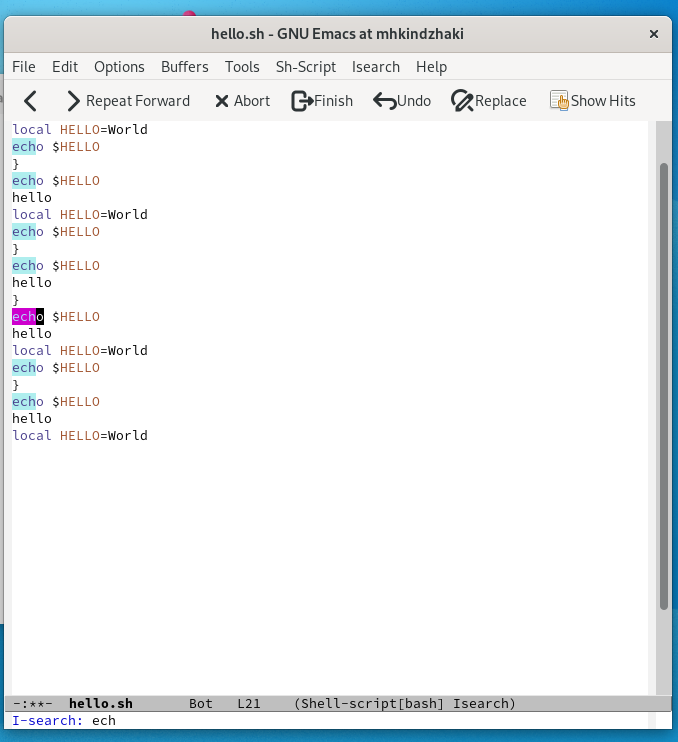 hello.sh - GNU Emacs at mhkindzhaki
File Edit Options Buffers Tools Sh-Script Isearch Help
Repeat Forward Abort Finish Undo Replace Show Hits
local HELLO=World
echo $HELLO
}
echo $HELLO
hello
local HELLO=World
echo $HELLO
}
echo $HELLO
hello
}
echo $HELLO
hello
local HELLO=World
echo $HELLO
}
echo $HELLO
hello
local HELLO=World
-:**- hello.sh Bot L21 (Shell-script[bash] Isearch)
I-search: ech